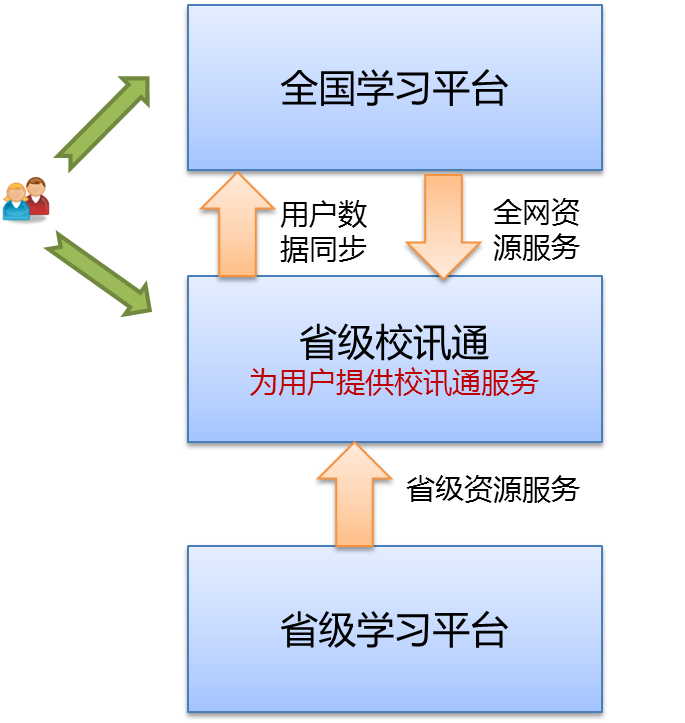 全国学习平台
用户数
据同步
全网资
源服务
省级校讯通
为用户提供校讯通服务
省级资源服务
省级学习平台